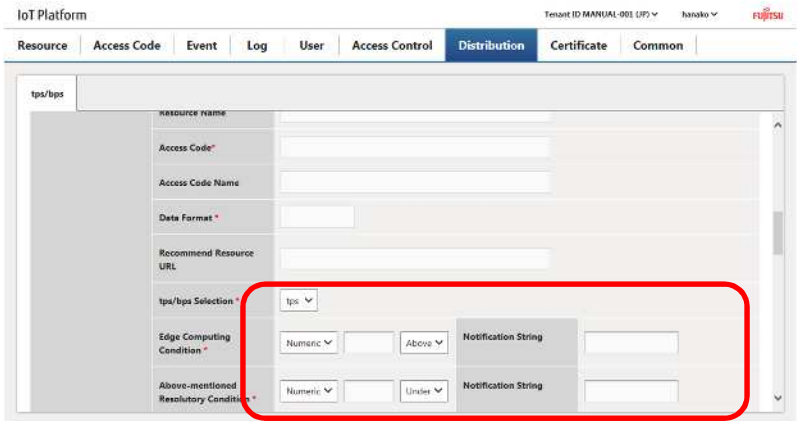 IoT Platform Tenant ID MANUAL-001 (JP) hanako FUJITSU
Resource Access Code Event Log User Access Control Distribution Certificate Common
tps/bps
Resource Name
Access Code*
Access Code Name
Data Format *
Recommend Resource
URL
tps/bps Selection * tps
Edge Computing
Condition * Numeric Above Notification String
Above-mentioned
Resolutory Condition * Numeric Under Notification String